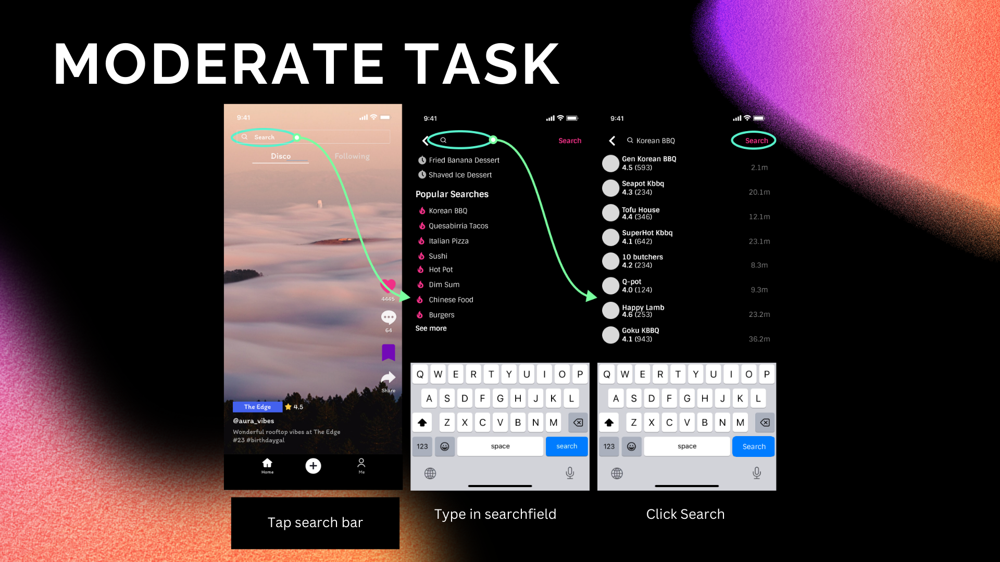 MODERATE TASK
9:41
Search
Disco
Following
4445
64
Share
The Edge
4.5
@aura_vibes
Wonderful rooftop vibes at The Edge
#23 #birthdaygal
Home
Me
Tap search bar
9:41
Search
Fried Banana Dessert
Shaved Ice Dessert
Popular Searches
Korean BBQ
Quesabirria Tacos
Italian Pizza
Sushi
Hot Pot
Dim Sum
Chinese Food
Burgers
See more
Q W E R T Y U I O P
A S D F G H J K L
Z X C V B N M
123 space search
Type in searchfield
9:41
Korean BBQ Search
Gen Korean BBQ
4.5 (593) 2.1m
Seapot Kbbq
4.3 (234) 20.1m
Tofu House
4.4 (346) 12.1m
SuperHot Kbbq
4.1 (642) 23.1m
10 butchers
4.2 (234) 8.3m
Q-pot
4.0 (124) 9.3m
Happy Lamb
4.6 (253) 23.2m
Goku KBBQ
4.1 (943) 36.2m
Q W E R T Y U I O P
A S D F G H J K L
Z X C V B N M
123 space Search
Click Search